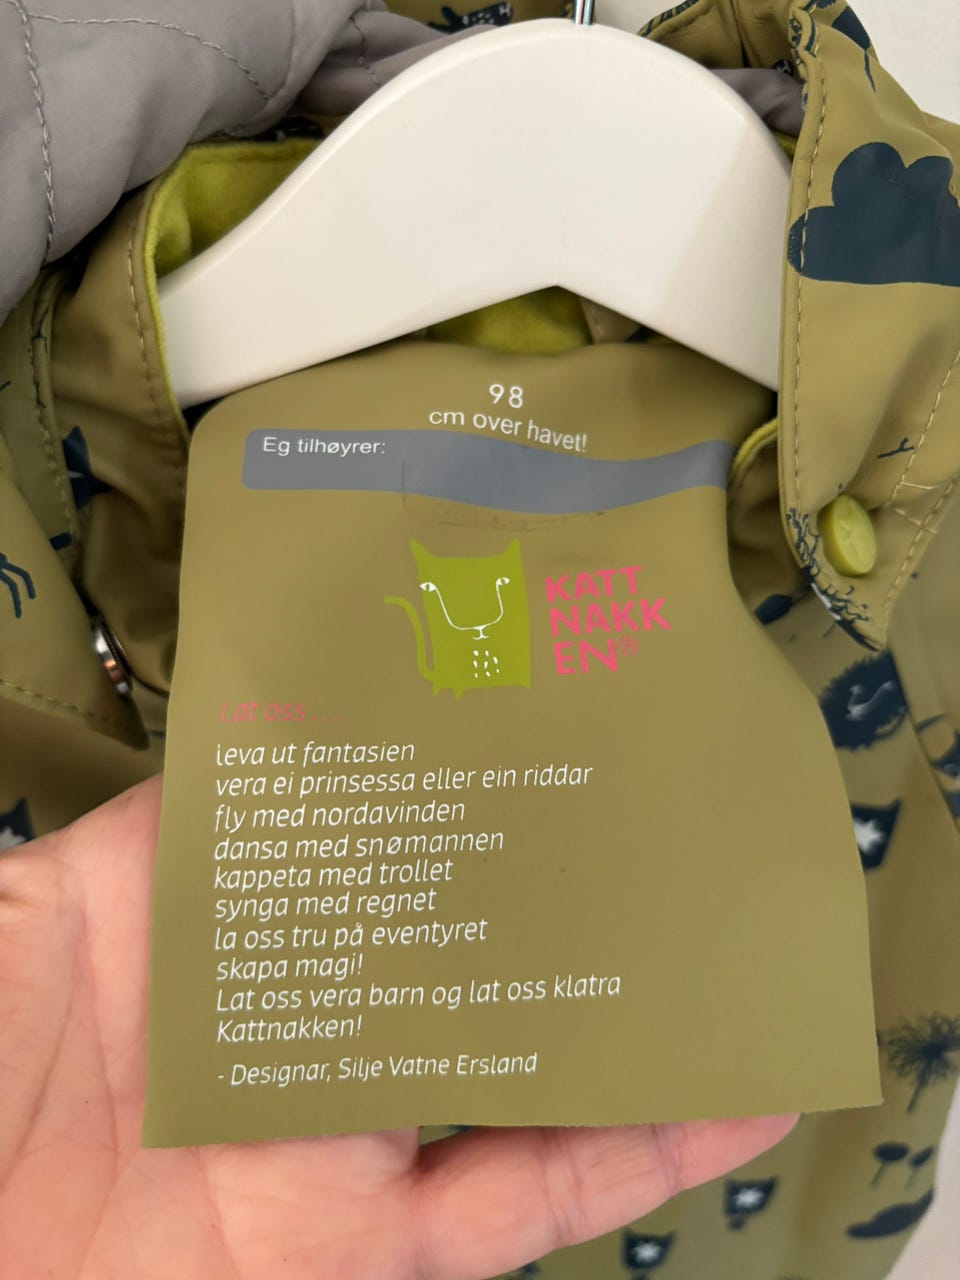 98
cm over havet!
Eg tilhøyrer:
KATT
NAKK
EN®
Lat oss...
leva ut fantasien
vera ei prinsessa eller ein riddar
fly med nordavinden
dansa med snømannen
kappeta med trollet
synga med regnet
la oss tru på eventyret
skapa magi!
Lat oss vera barn og lat oss klatra
Kattnakken!
- Designar, Silje Vatne Ersland